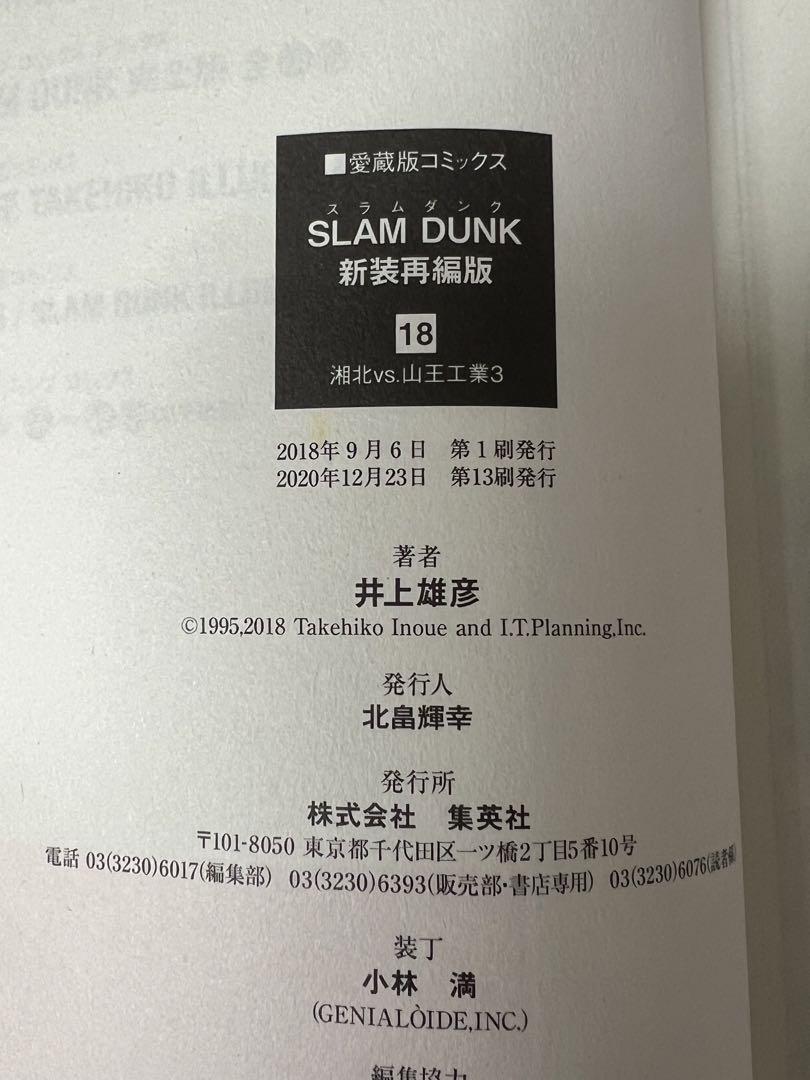 ■愛蔵版コミックス
スラムダンク
SLAM DUNK
新装再編版
18
湘北vs.山王工業3
2018年9月6日 第1刷発行
2020年12月23日 第13刷発行
著者
井上雄彦
©1995,2018 Takehiko Inoue and I.T.Planning,Inc.
発行人
北畠輝幸
発行所
株式会社 集英社
〒101-8050 東京都千代田区一ツ橋2丁目5番10号
電話 03(3230)6017(編集部) 03(3230)6393(販売部・書店専用) 03(3230)6076(読者係)
装丁
小林 満
(GENIALÒIDE,INC.)
編集協力